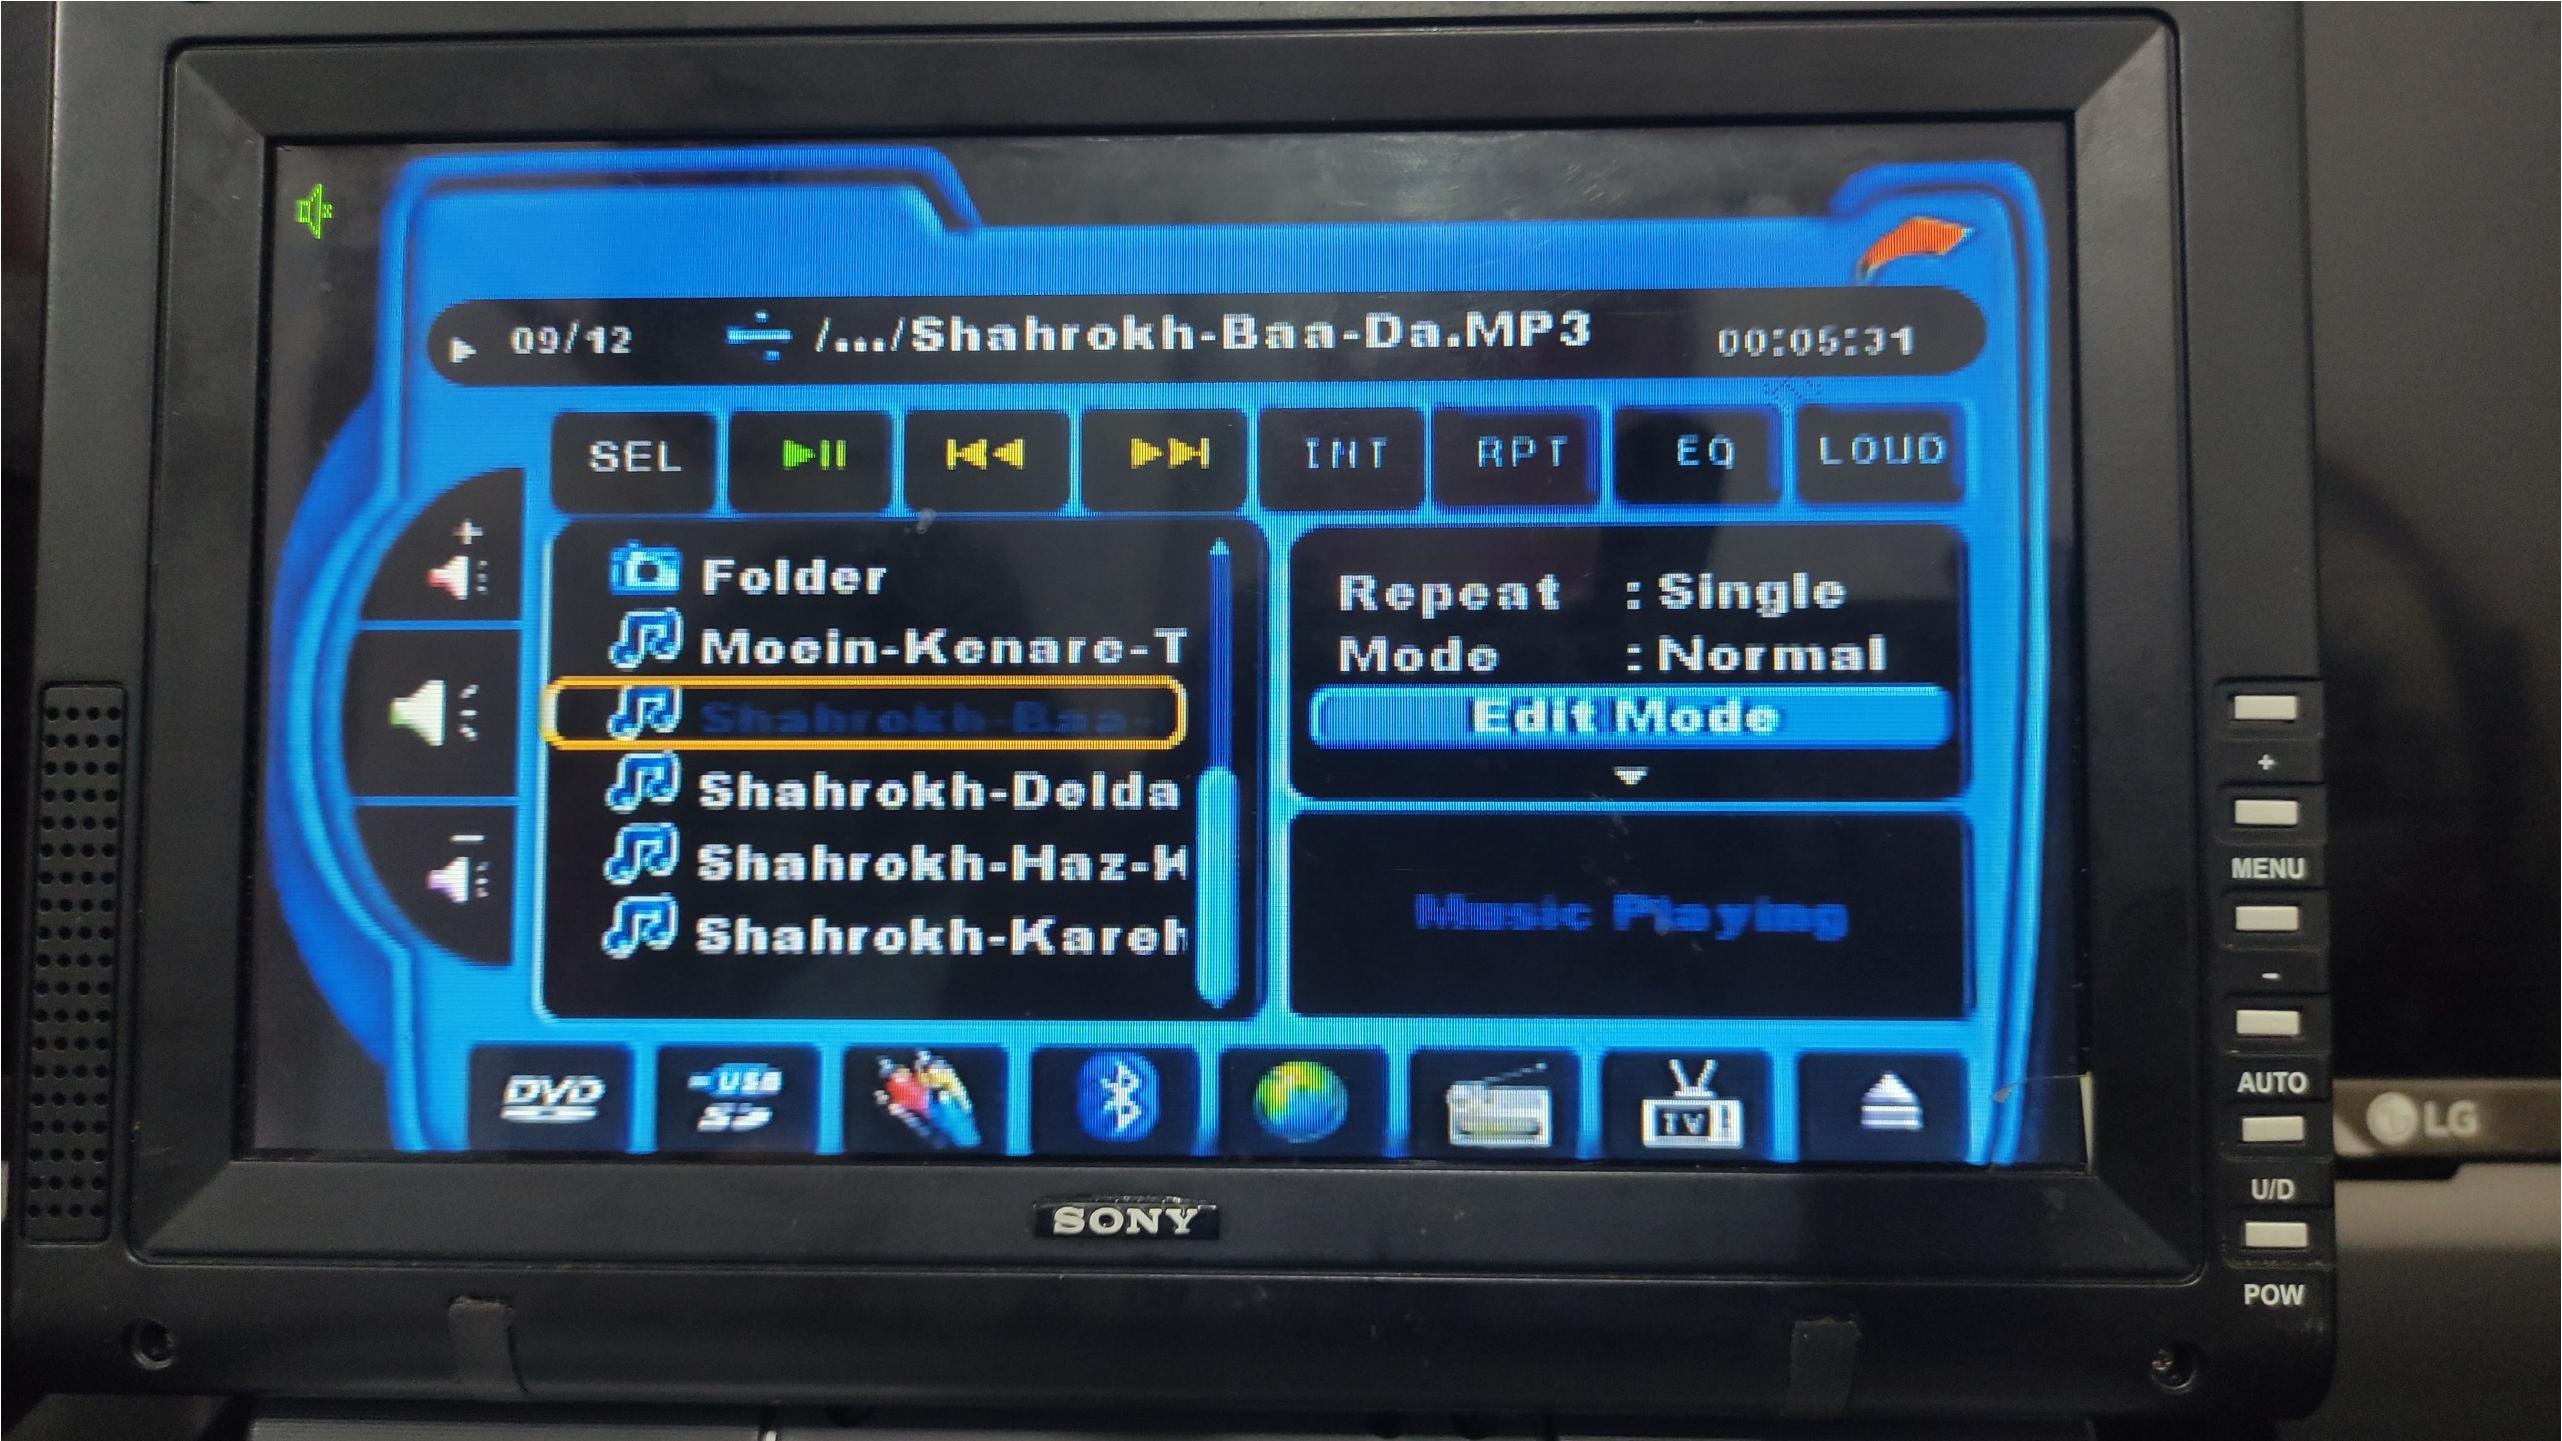 09/12 /.../Shahrokh-Baa-Da.MP3 00:05:31
SEL INT RPT EQ LOUD
Folder
Moein-Kenare-T
Shahrokh-Baa-
Shahrokh-Delda
Shahrokh-Haz-K
Shahrokh-Kareh
Repeat : Single
Mode : Normal
Edit Mode
Music Playing
DVD USB SD TV
SONY
+
MENU
-
AUTO
U/D
POW
LG